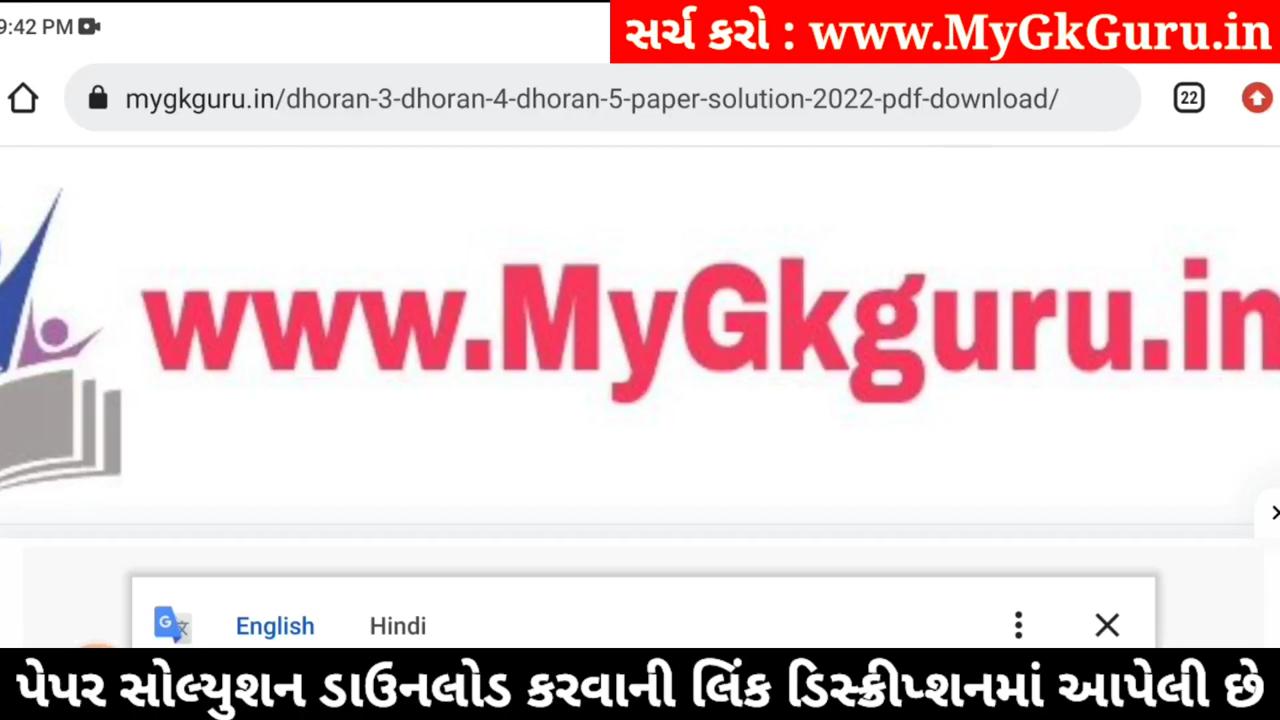 9:42 PM
સર્ચ કરો : www.MyGkGuru.in
mygkguru.in/dhoran-3-dhoran-4-dhoran-5-paper-solution-2022-pdf-download/
22
www.MyGkguru.in
English Hindi
પેપર સોલ્યુશન ડાઉનલોડ કરવાની લિંક ડિસ્ક્રીપ્શનમાં આપેલી છે